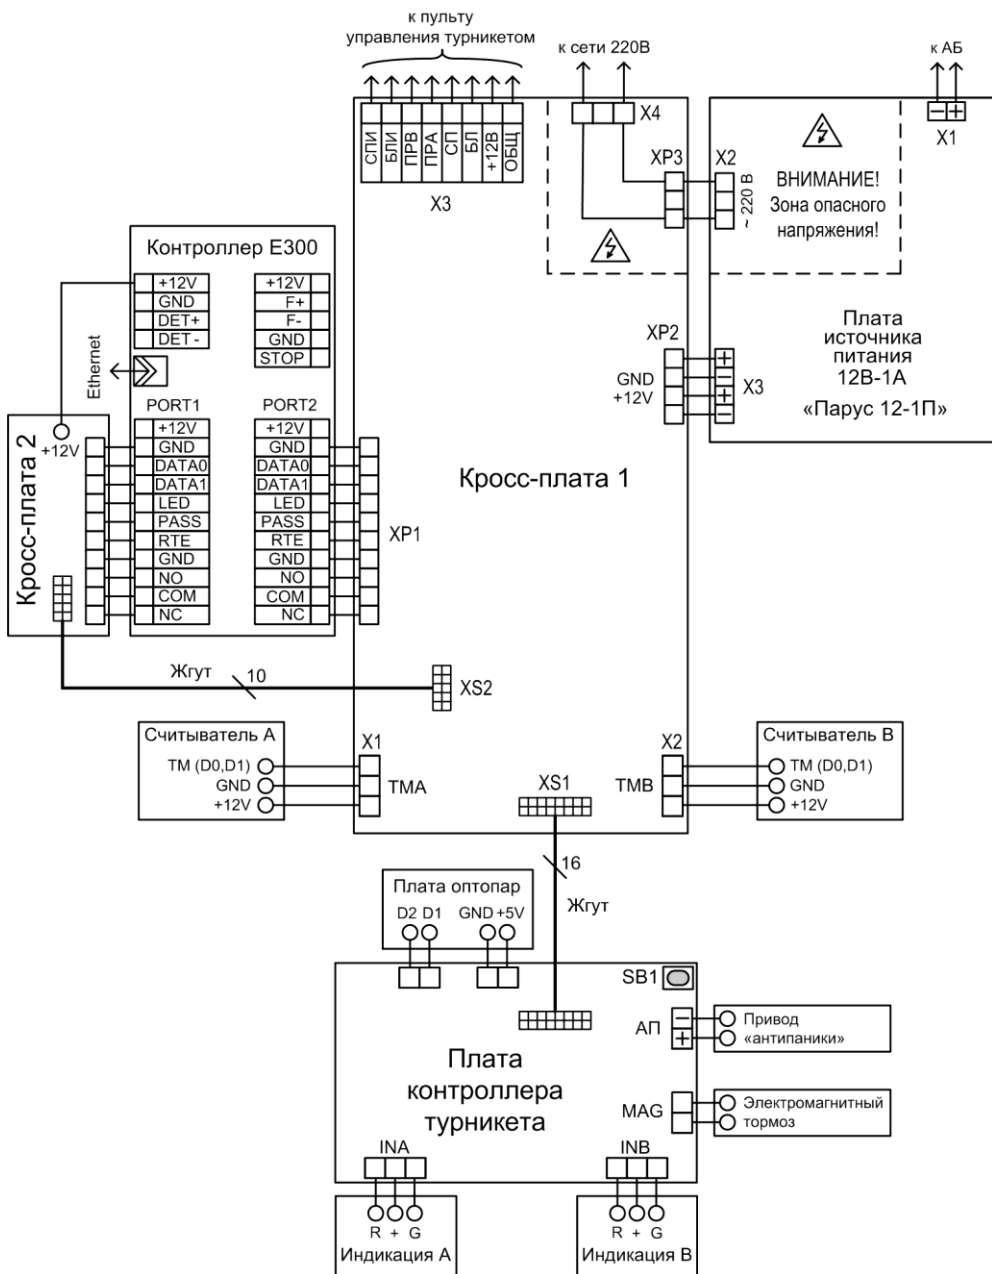 к пульту
управления турникетом
к сети 220В
к АБ
СПИ
БЛИ
ПРВ
ПРА
СП
БЛ
+12В
ОБЩ
X3
X4
XP3
X2
~ 220 В
ВНИМАНИЕ!
Зона опасного
напряжения!
X1
- +
Контроллер Е300
+12V
GND
DET+
DET -
+12V
F+
F-
GND
STOP
Ethernet
PORT1
+12V
GND
DATA0
DATA1
LED
PASS
RTE
GND
NO
COM
NC
PORT2
+12V
GND
DATA0
DATA1
LED
PASS
RTE
GND
NO
COM
NC
Кросс-плата 2
+12V
XP1
Кросс-плата 1
XP2
GND
+12V
+
-
+
-
X3
Плата
источника
питания
12В-1А
«Парус 12-1П»
Жгут
10
XS2
Считыватель А
TM (D0,D1)
GND
+12V
X1
TMA
XS1
X2
TMB
Считыватель В
TM (D0,D1)
GND
+12V
16
Жгут
Плата оптопар
D2 D1 GND +5V
SB1
АП
-
+
Привод
«антипаники»
Плата
контроллера
турникета
MAG
Электромагнитный
тормоз
INA
INB
R + G
Индикация А
R + G
Индикация В